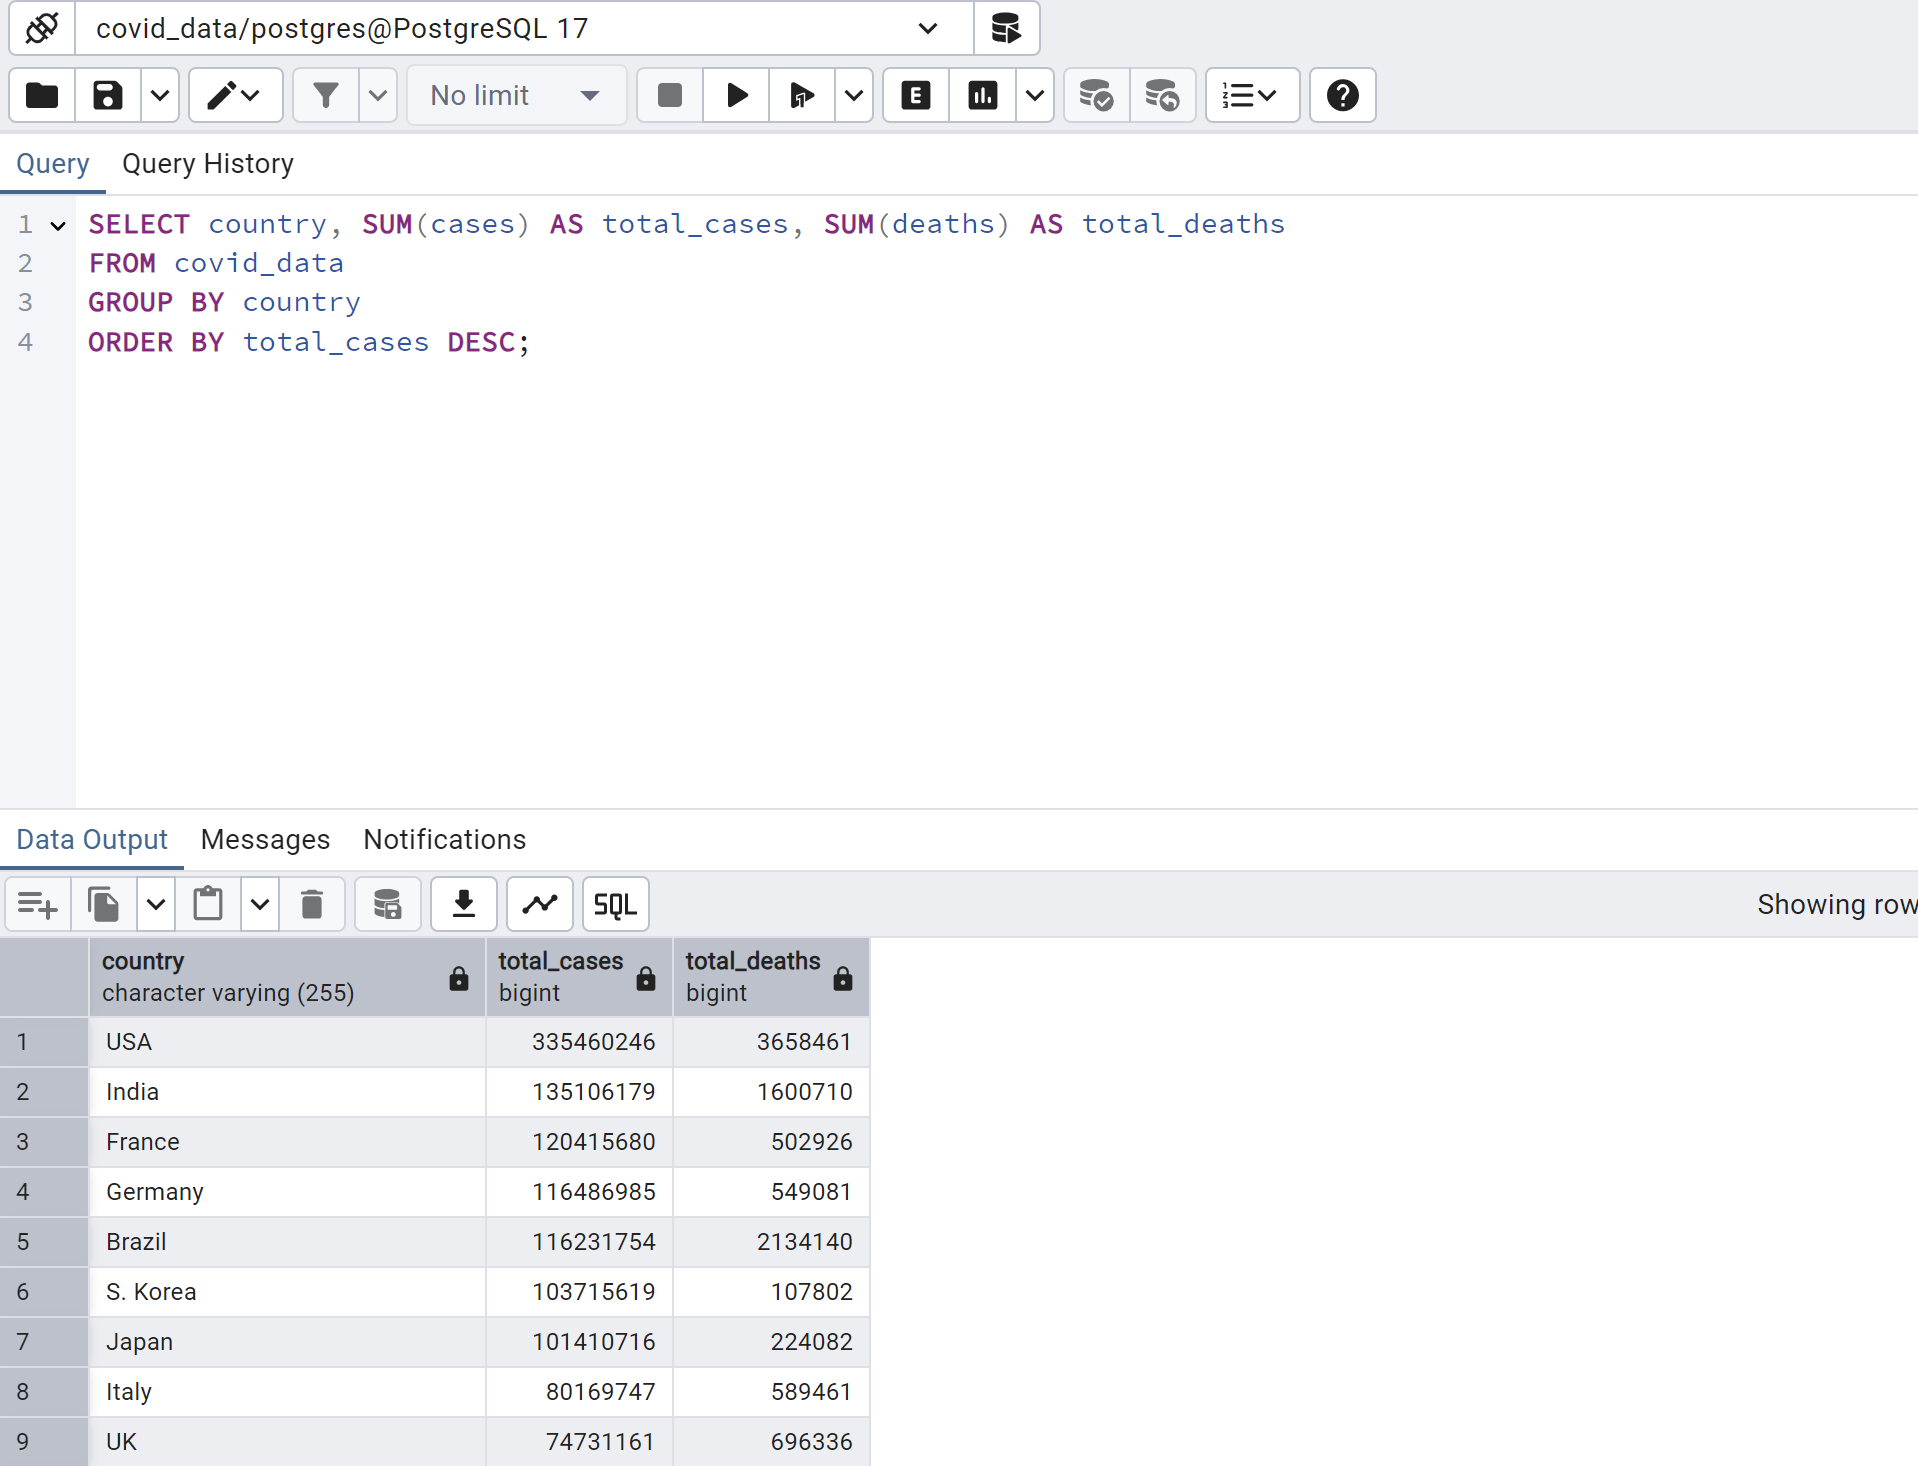 covid_data/postgres@PostgreSQL 17
No limit
E
Query Query History
1 SELECT country, SUM(cases) AS total_cases, SUM(deaths) AS total_deaths
2 FROM covid_data
3 GROUP BY country
4 ORDER BY total_cases DESC;
Data Output Messages Notifications
SQL Showing row
country total_cases total_deaths
character varying (255) bigint bigint
1 USA 335460246 3658461
2 India 135106179 1600710
3 France 120415680 502926
4 Germany 116486985 549081
5 Brazil 116231754 2134140
6 S. Korea 103715619 107802
7 Japan 101410716 224082
8 Italy 80169747 589461
9 UK 74731161 696336